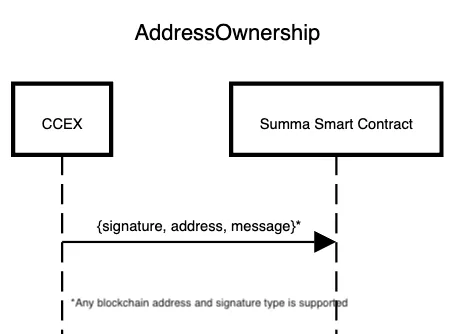 AddressOwnership
CCEX
Summa Smart Contract
{signature, address, message}*
*Any blockchain address and signature type is supported